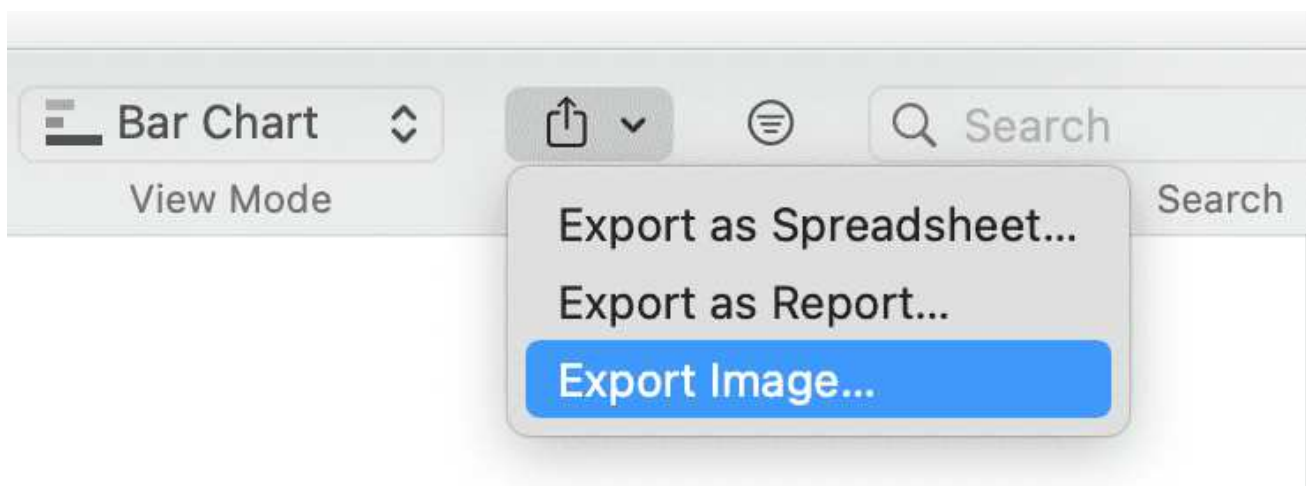 Bar Chart
Search
View Mode
Search
Export as Spreadsheet...
Export as Report...
Export Image...